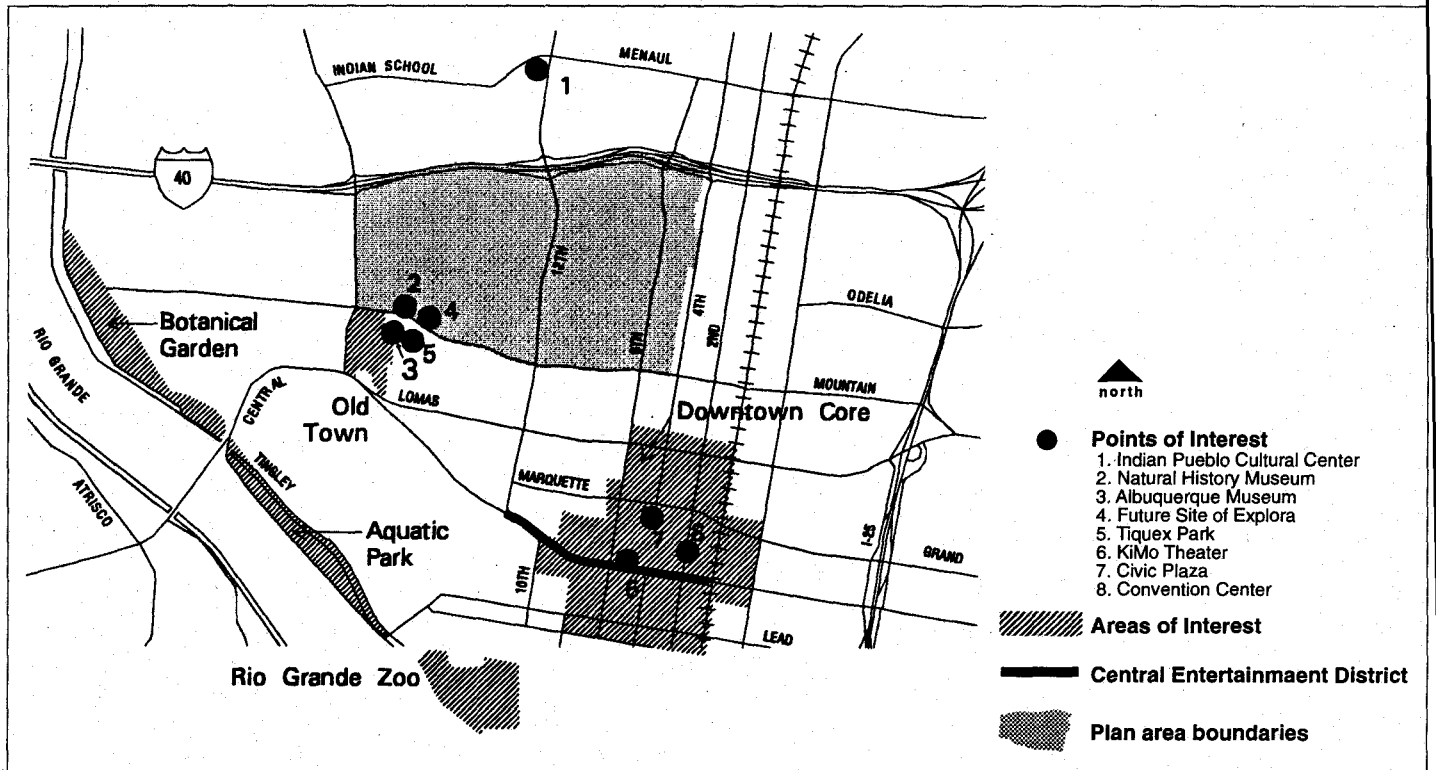 INDIAN SCHOOL
MENAUL
1
40
12TH
2
4
ODELIA
Botanical
Garden
5
3
4TH
2ND
RIO GRANDE
CENTRAL
MOUNTAIN
LOMAS
Old
Town
Downtown Core
TINGLEY
MARQUETTE
ATRISCO
Aquatic
Park
I-25
GRAND
10TH
LEAD
Rio Grande Zoo
north
Points of Interest
1. Indian Pueblo Cultural Center
2. Natural History Museum
3. Albuquerque Museum
4. Future Site of Explora
5. Tiquex Park
6. KiMo Theater
7. Civic Plaza
8. Convention Center
Areas of Interest
Central Entertainmaent District
Plan area boundaries